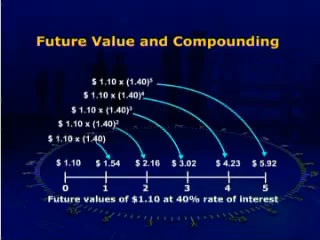 Future Value and Compounding
$ 1.10 x (1.40)⁵
$ 1.10 x (1.40)⁴
$ 1.10 x (1.40)³
$ 1.10 x (1.40)²
$ 1.10 x (1.40)
$ 1.10 $ 1.54 $ 2.16 $ 3.02 $ 4.23 $ 5.92
0 1 2 3 4 5
Future values of $1.10 at 40% rate of interest